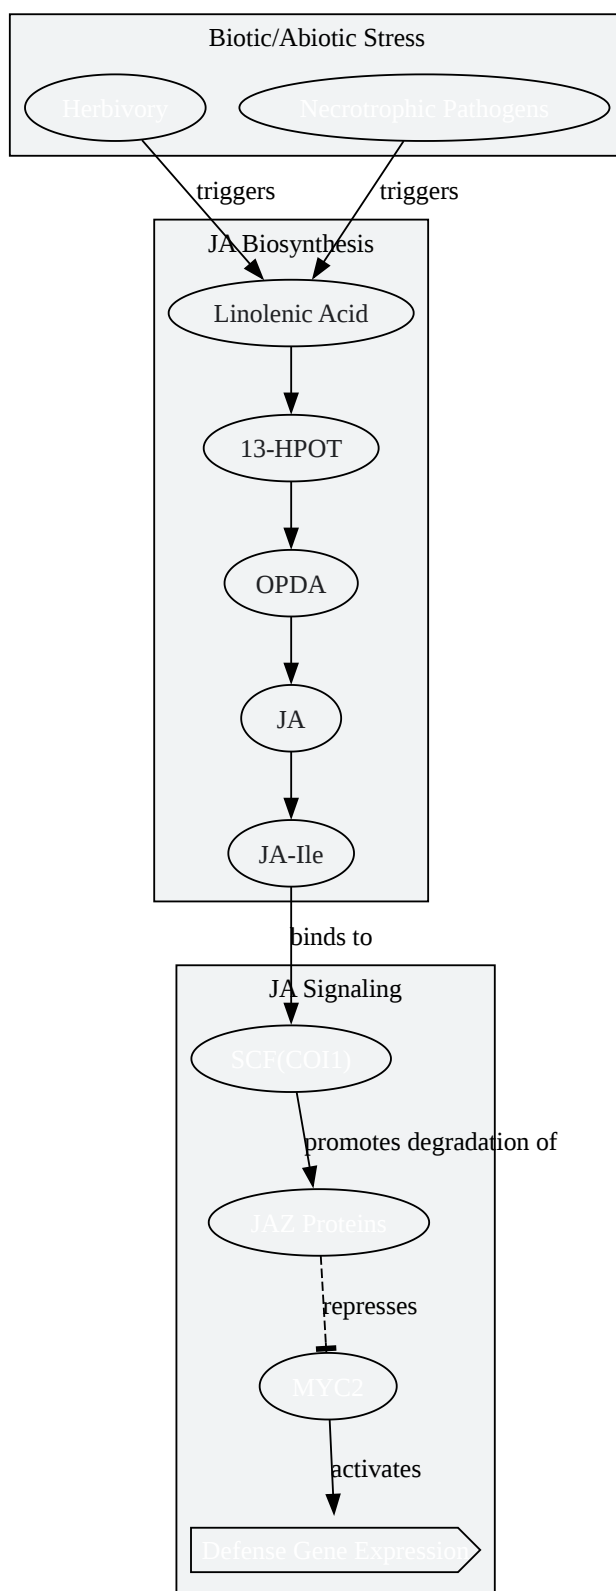 Biotic/Abiotic Stress
Herbivory
Necrotrophic Pathogens
triggers
triggers
JA Biosynthesis
Linolenic Acid
13-HPOT
OPDA
JA
JA-Ile
binds to
JA Signaling
SCF(COI1)
promotes degradation of
JAZ Proteins
represses
MYC2
activates
Defense Gene Expression